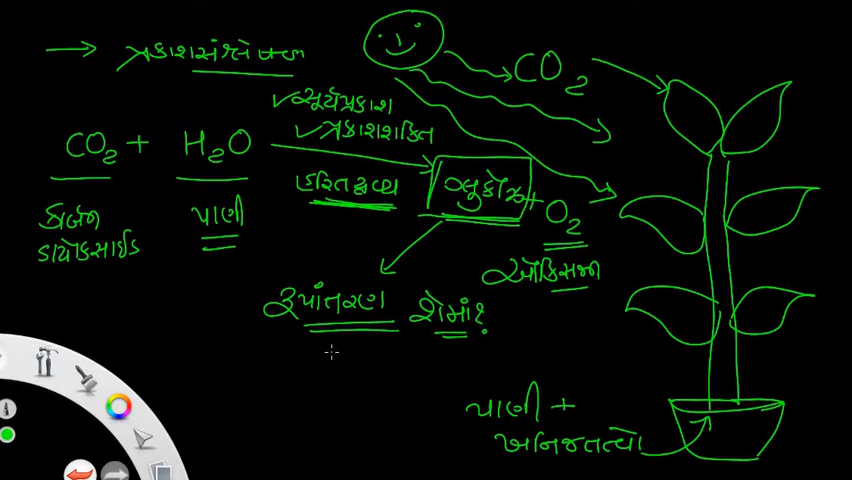 → પ્રકાશસંશ્લેષણ
CO₂
✓સૂર્યપ્રકાશ
✓પ્રકાશશક્તિ
CO₂ + H₂O → ગ્લુકોઝ + O₂
હરિતદ્રવ્ય
કાર્બન ડાયોકસાઈડ
પાણી
ઓક્સિજન
રૂપાંતરણ શેમાં?
પાણી +
ખનિજતત્વો